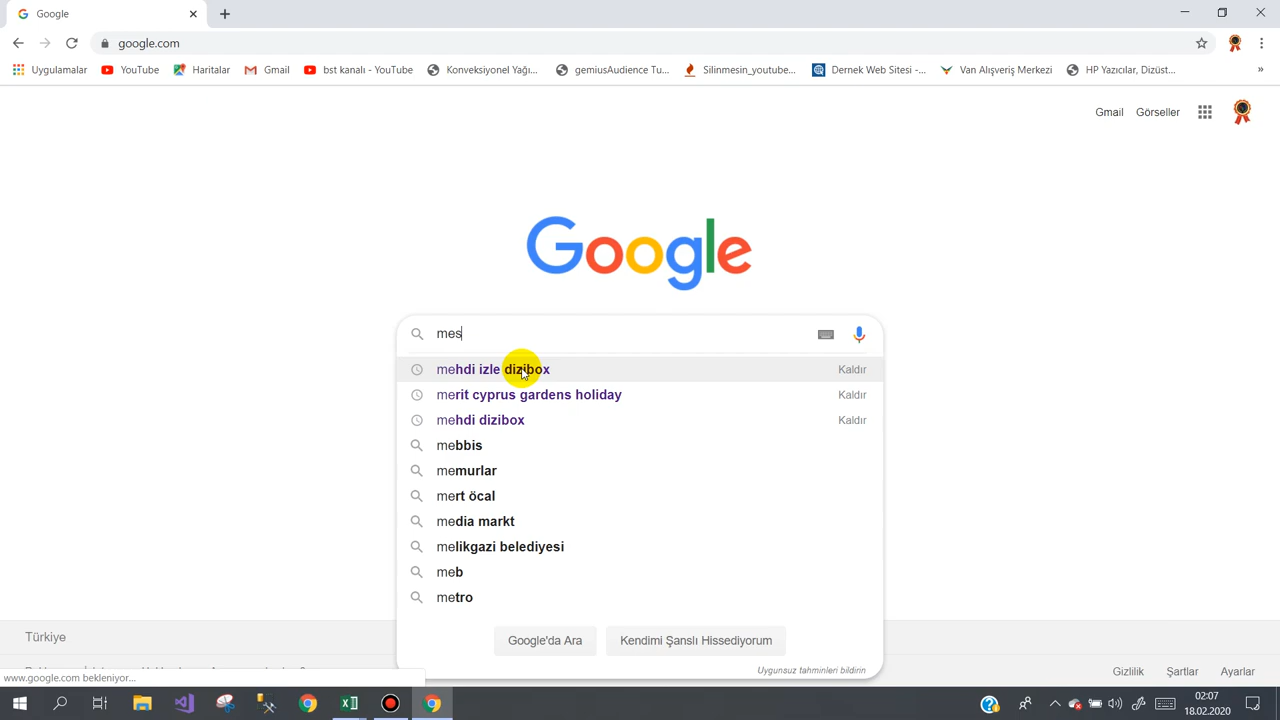 Google
google.com
Uygulamalar YouTube Haritalar Gmail bst kanalı - YouTube Konveksiyonel Yağı... gemiusAudience Tu... Silinmesin_youtube... Dernek Web Sitesi -... Van Alışveriş Merkezi HP Yazıcılar, Dizüst... »
Gmail Görseller
Google
mes
mehdi izle dizibox Kaldır
merit cyprus gardens holiday Kaldır
mehdi dizibox Kaldır
mebbis
memurlar
mert öcal
media markt
melikgazi belediyesi
meb
metro
Google'da Ara Kendimi Şanslı Hissediyorum
Uygunsuz tahminleri bildirin
Türkiye
Gizlilik Şartlar Ayarlar
www.google.com bekleniyor...
02:07
18.02.2020